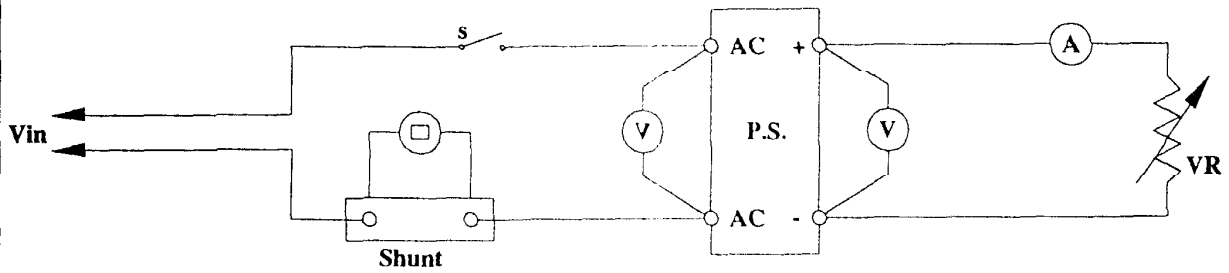 s
AC +
A
Vin
V
P.S.
V
VR
AC -
Shunt